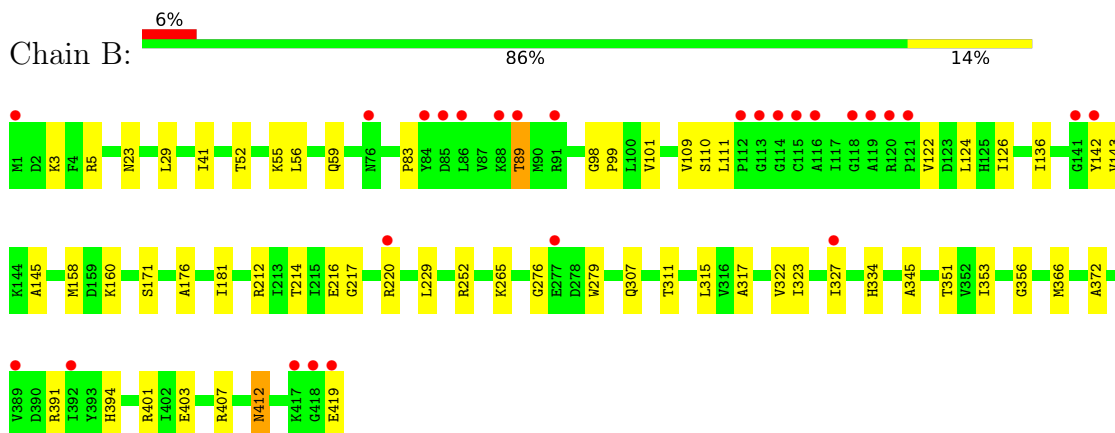 6%
Chain B:
86% 14%
M1 D2 K3 F4 R5 N23 L29 I41 T52 K55 L56 Q59 N76 P83 Y84 D85 L86 V87 K88 T89 M90 R91 G98 P99 L100 V101 V109 S110 L111 P112 G113 G114 C115 A116 I117 G118 A119 R120 P121 V122 D123 L124 H125 I126 I136 G141 Y142 V143
K144 A145 M158 D159 K160 S171 A176 I181 R212 I213 T214 I215 E216 G217 R220 L229 R252 K265 G276 E277 D278 W279 Q307 T311 L315 V316 A317 V322 I323 I327 H334 A345 T351 V352 I353 G356 M366 A372
V389 D390 R391 I392 Y393 H394 R401 I402 E403 R407 N412 K417 G418 E419